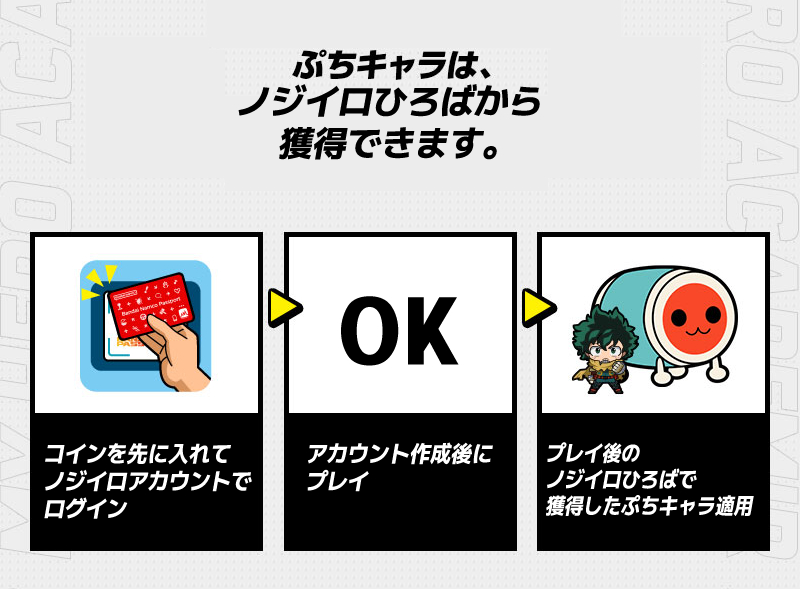 ぷちキャラは、
ノジイロひろばから
獲得できます。
Bandai Namco Passport
OK
コインを先に入れて
ノジイロアカウントで
ログイン
アカウント作成後に
プレイ
プレイ後の
ノジイロひろばで
獲得したぷちキャラ適用